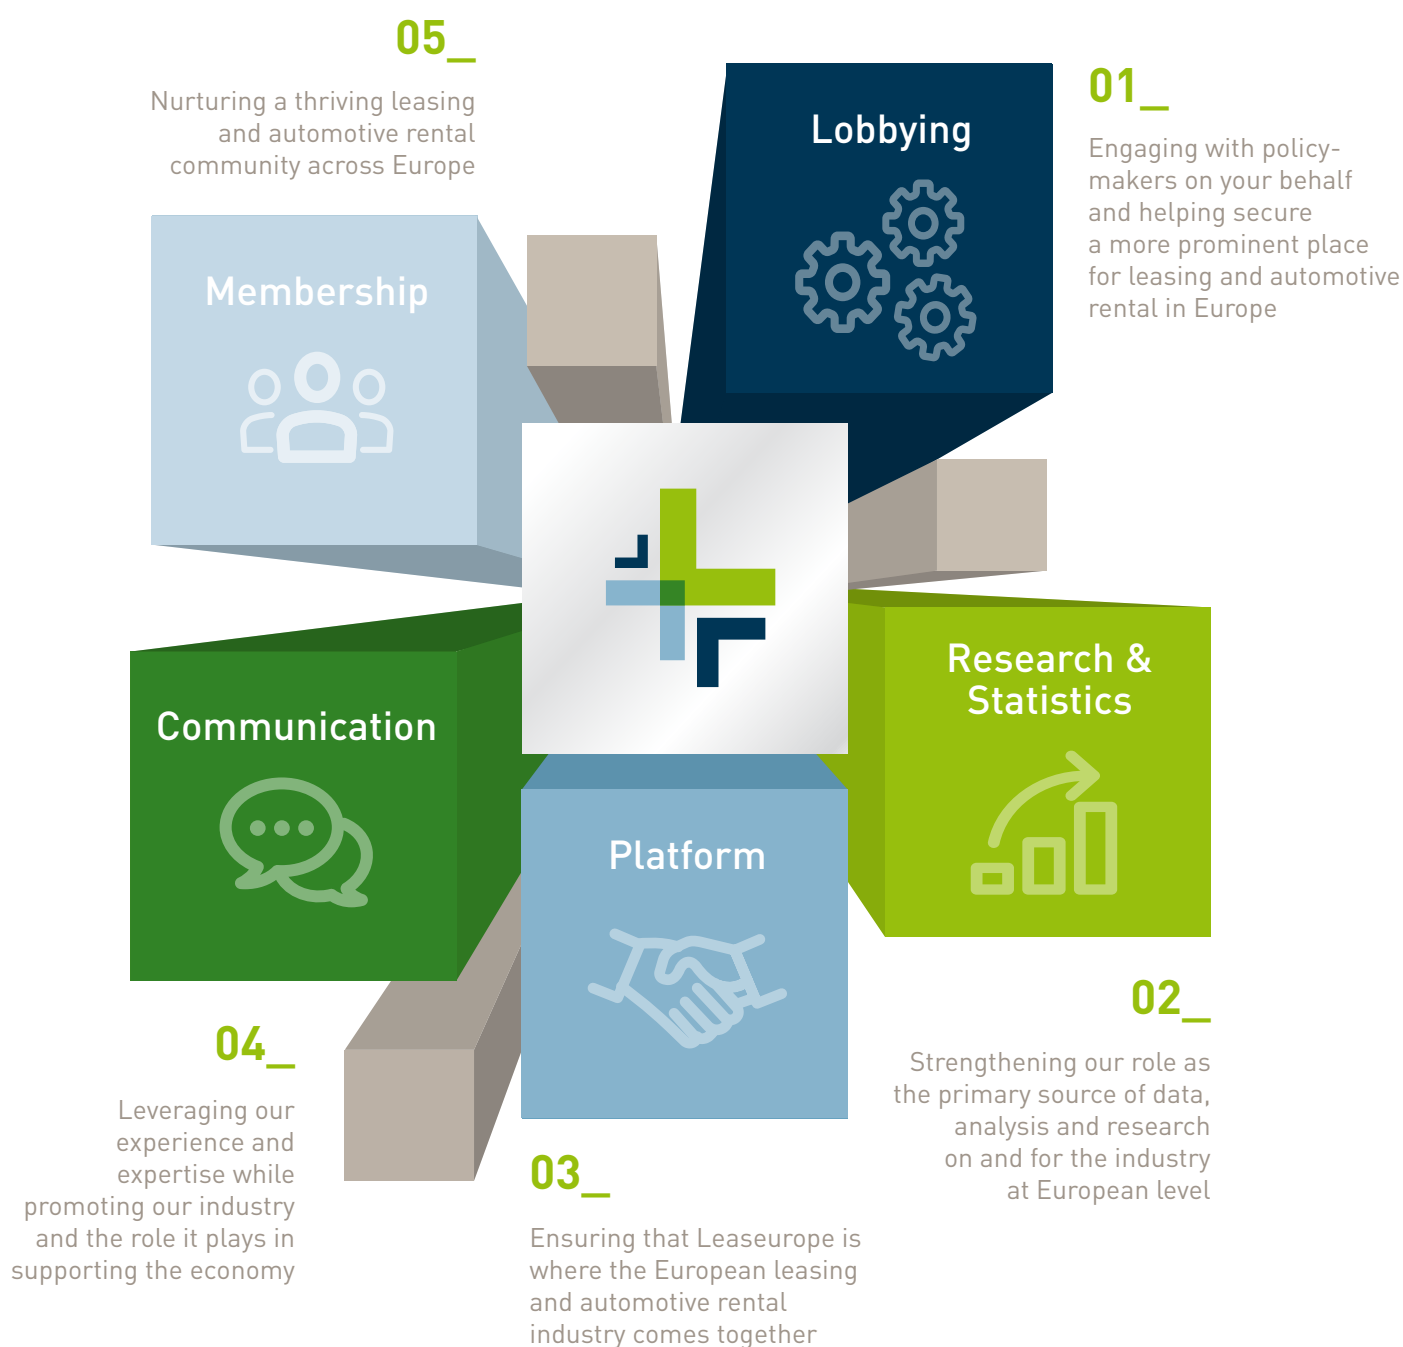 01_
Lobbying
Engaging with policy-
makers on your behalf
and helping secure
a more prominent place
for leasing and automotive
rental in Europe
02_
Research &
Statistics
Strengthening our role as
the primary source of data,
analysis and research
on and for the industry
at European level
03_
Platform
Ensuring that Leaseurope is
where the European leasing
and automotive rental
industry comes together
04_
Communication
Leveraging our
experience and
expertise while
promoting our industry
and the role it plays in
supporting the economy
05_
Nurturing a thriving leasing
and automotive rental
community across Europe
Membership